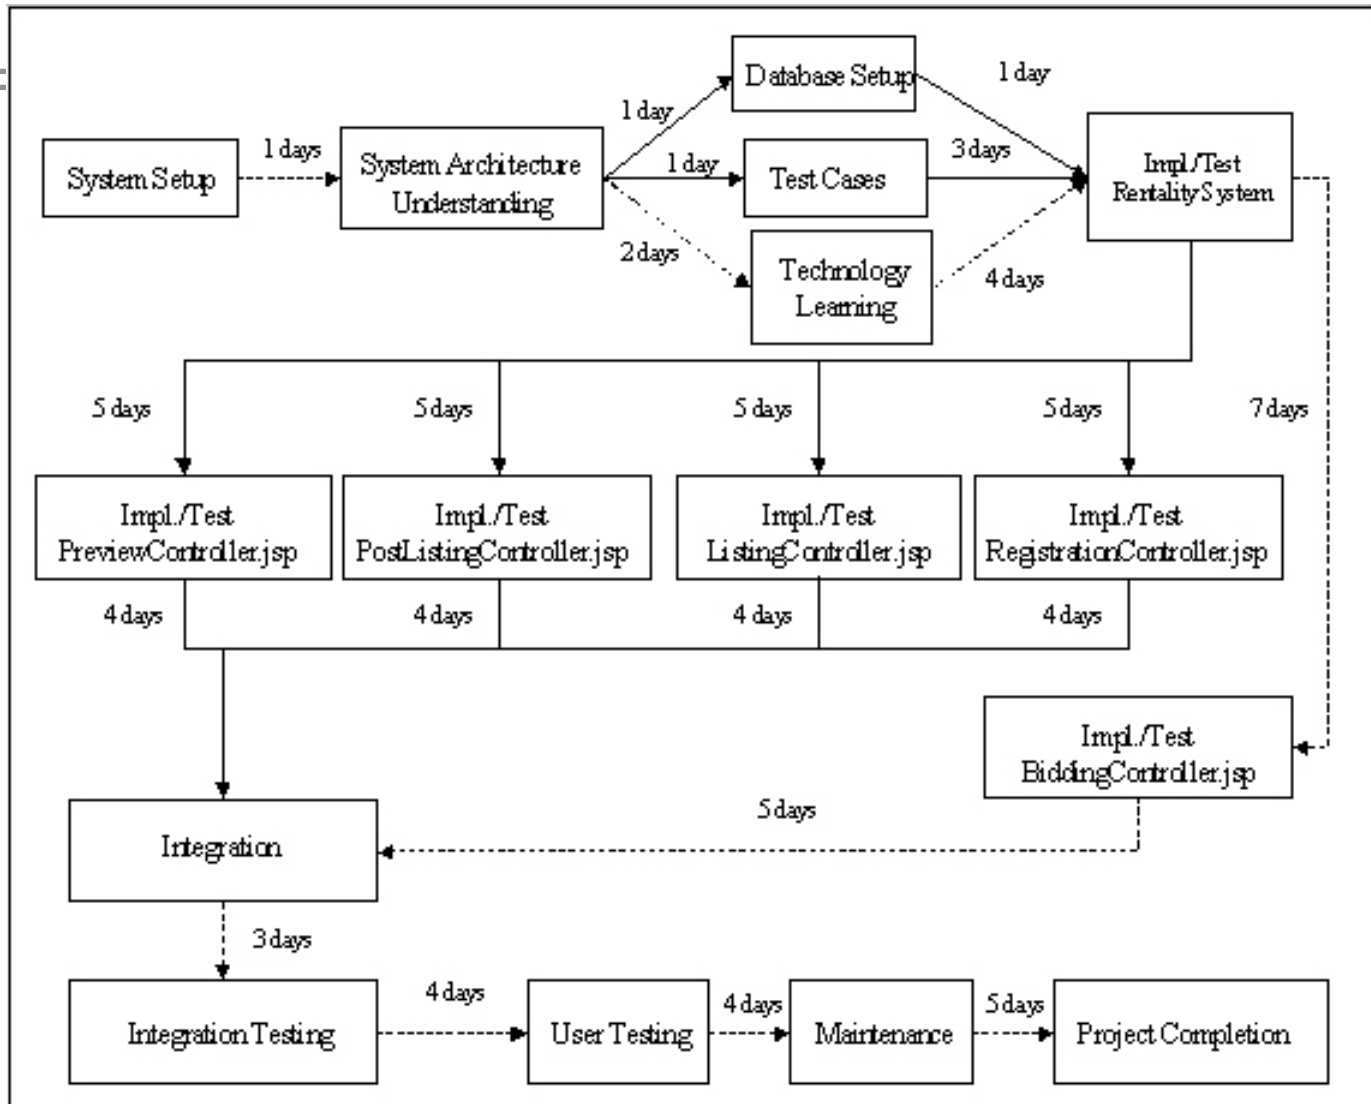 Database Setup
1 day
1 day
1 days
System Setup
System Architecture
Understanding
1 day
Test Cases
3 days
Impl./Test
Rentality System
2 days
Technology
Learning
4 days
5 days
5 days
5 days
5 days
7 days
Impl./Test
PreviewController.jsp
Impl./Test
PostListingController.jsp
Impl./Test
ListingController.jsp
Impl./Test
RegistrationController.jsp
4 days
4 days
4 days
4 days
Impl./Test
BiddingController.jsp
5 days
Integration
3 days
Integration Testing
4 days
User Testing
4 days
Maintenance
5 days
Project Completion